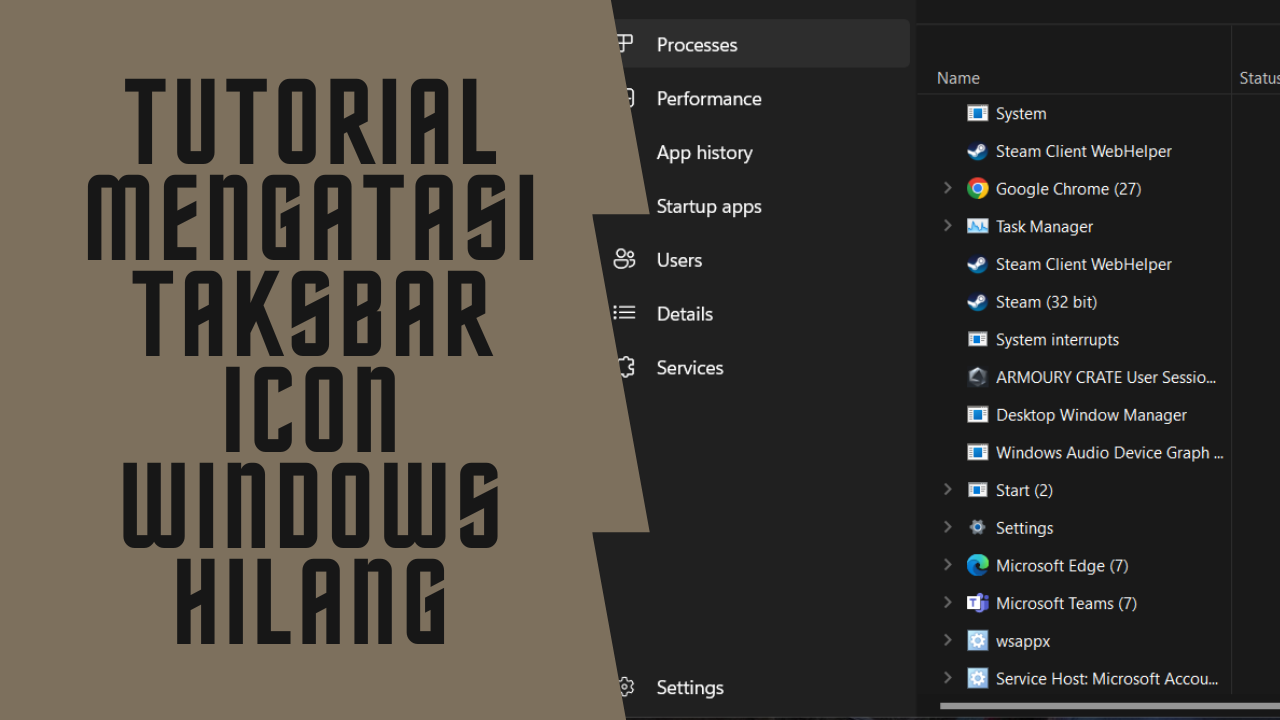 TUTORIAL
MENGATASI
TAKSBAR
ICON
WINDOWS
HILANG
Processes
Performance
App history
Startup apps
Users
Details
Services
Settings
Name
Status
System
Steam Client WebHelper
Google Chrome (27)
Task Manager
Steam Client WebHelper
Steam (32 bit)
System interrupts
ARMOURY CRATE User Sessio...
Desktop Window Manager
Windows Audio Device Graph ...
Start (2)
Settings
Microsoft Edge (7)
Microsoft Teams (7)
wsappx
Service Host: Microsoft Accou...